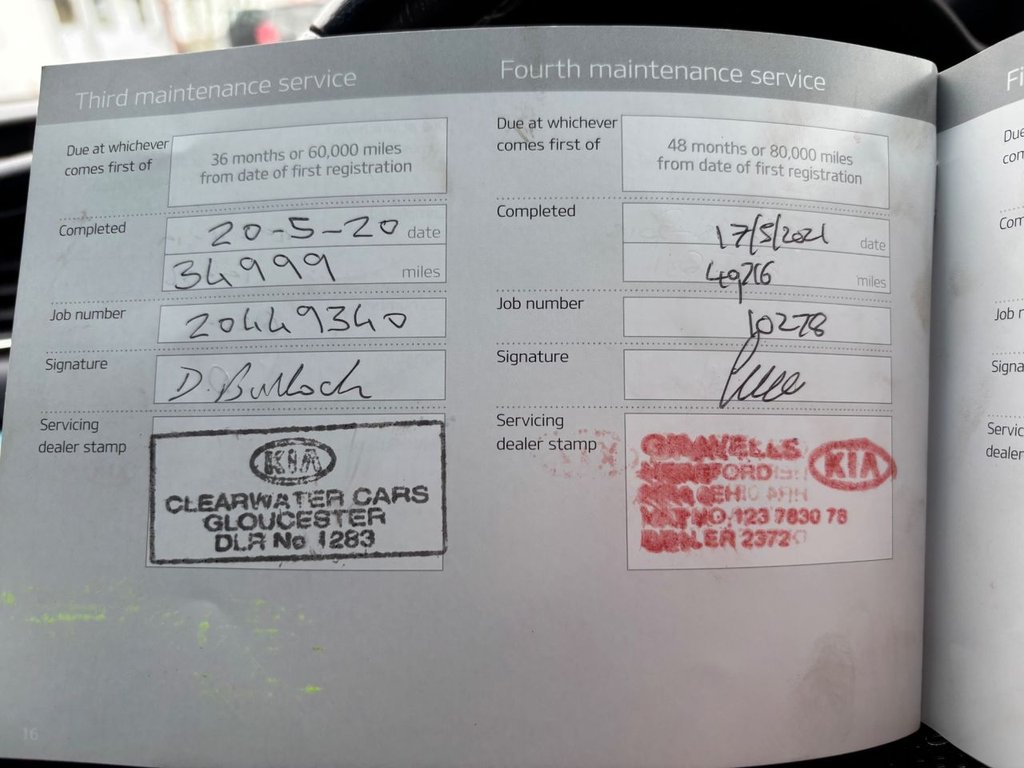 Third maintenance service
Due at whichever
comes first of
36 months or 60,000 miles
from date of first registration
Completed
20-5-20 date
34999 miles
Job number
20449340
Signature
D. Bullock
Servicing
dealer stamp
KIA
CLEARWATER CARS
GLOUCESTER
DLR No 1283
16
Fourth maintenance service
Due at whichever
comes first of
48 months or 80,000 miles
from date of first registration
Completed
17/5/2021 date
49216 miles
Job number
10278
Signature
Servicing
dealer stamp
KIA
VAT NO. 123 7830 78
DEALER 2372